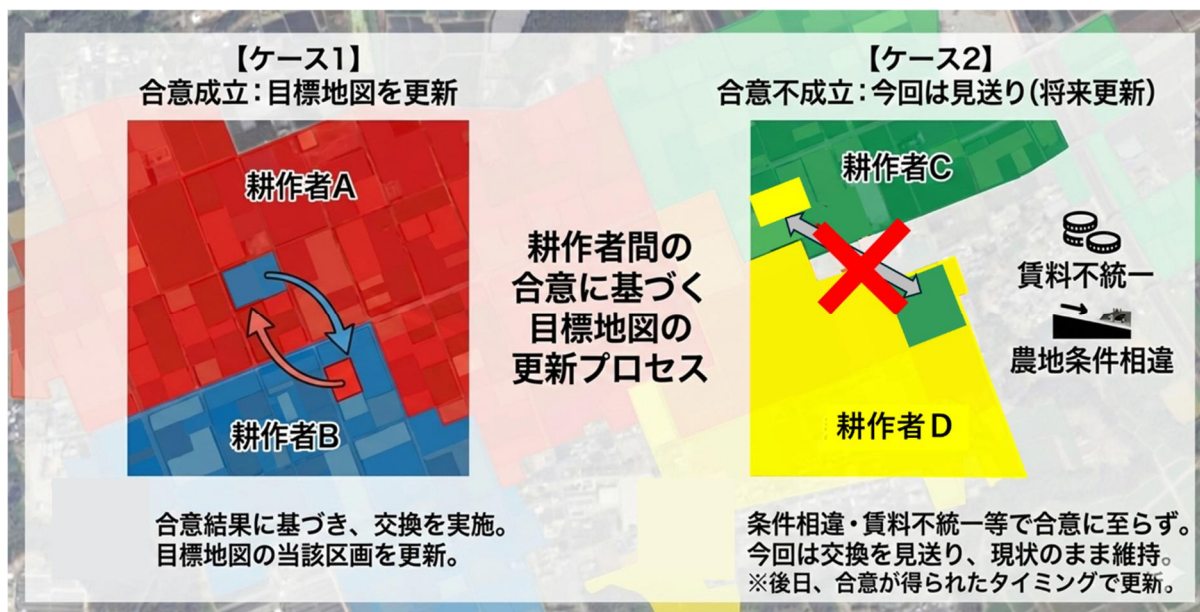 【ケース1】
合意成立：目標地図を更新
耕作者A
耕作者B
合意結果に基づき、交換を実施。
目標地図の当該区画を更新。
耕作者間の
合意に基づく
目標地図の
更新プロセス
【ケース2】
合意不成立：今回は見送り（将来更新）
耕作者C
耕作者D
賃料不統一
農地条件相違
条件相違・賃料不統一等で合意に至らず。
今回は交換を見送り、現状のまま維持。
※後日、合意が得られたタイミングで更新。